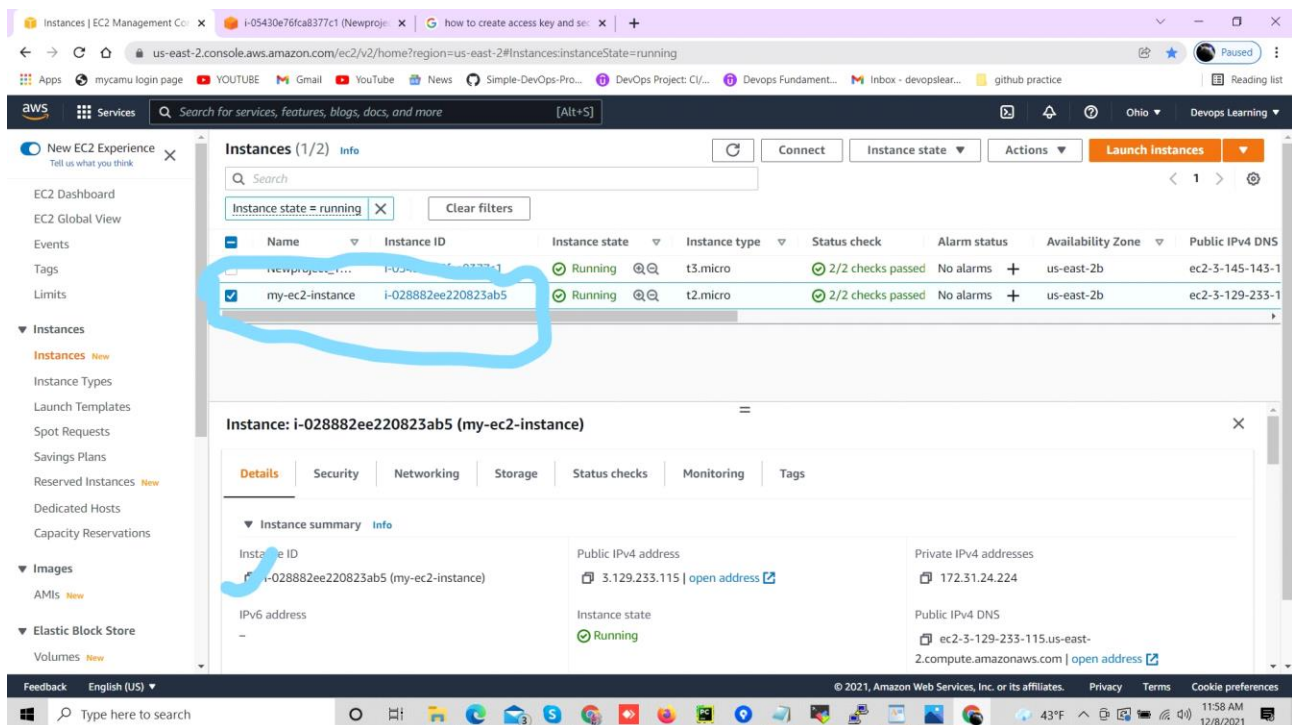 Instances | EC2 Management Co
i-05430e76fca8377c1 (Newproje
how to create access key and sec
us-east-2.console.aws.amazon.com/ec2/v2/home?region=us-east-2#Instances:instanceState=running
Paused
Apps mycamu login page YOUTUBE Gmail YouTube News Simple-DevOps-Pro... DevOps Project: CI/... Devops Fundament... Inbox - devopslear... github practice Reading list
aws Services Search for services, features, blogs, docs, and more [Alt+S] Ohio Devops Learning
New EC2 Experience
Tell us what you think
EC2 Dashboard
EC2 Global View
Events
Tags
Limits
Instances
Instances New
Instance Types
Launch Templates
Spot Requests
Savings Plans
Reserved Instances New
Dedicated Hosts
Capacity Reservations
Images
AMIs New
Elastic Block Store
Volumes New
Instances (1/2) Info
Connect Instance state Actions Launch instances
Search
1
Instance state = running Clear filters
Name Instance ID Instance state Instance type Status check Alarm status Availability Zone Public IPv4 DNS
Running t3.micro 2/2 checks passed No alarms + us-east-2b ec2-3-145-143-1
my-ec2-instance i-028882ee220823ab5 Running t2.micro 2/2 checks passed No alarms + us-east-2b ec2-3-129-233-1
Instance: i-028882ee220823ab5 (my-ec2-instance)
Details Security Networking Storage Status checks Monitoring Tags
Instance summary Info
Instance ID Public IPv4 address Private IPv4 addresses
i-028882ee220823ab5 (my-ec2-instance) 3.129.233.115 | open address 172.31.24.224
IPv6 address Instance state Public IPv4 DNS
– Running ec2-3-129-233-115.us-east-
2.compute.amazonaws.com | open address
Feedback English (US) © 2021, Amazon Web Services, Inc. or its affiliates. Privacy Terms Cookie preferences
Type here to search 43°F 11:58 AM
12/8/2021